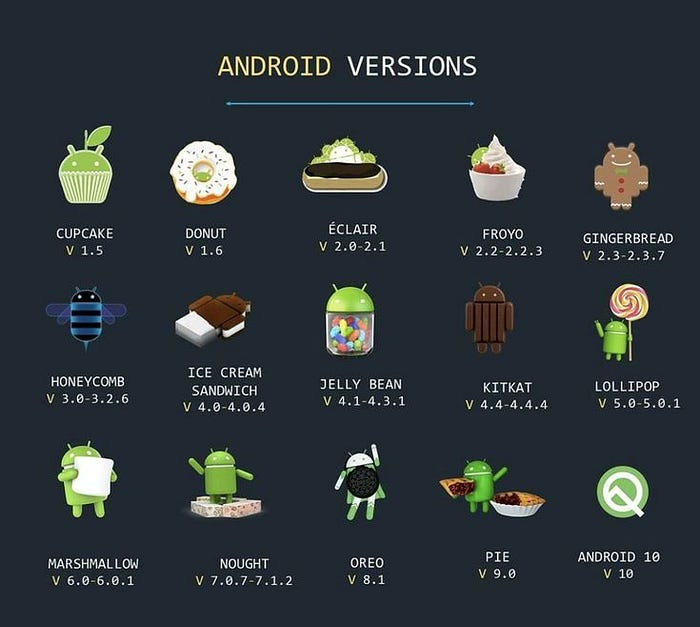 ANDROID VERSIONS
CUPCAKE
V 1.5
DONUT
V 1.6
ÉCLAIR
V 2.0-2.1
FROYO
V 2.2-2.2.3
GINGERBREAD
V 2.3-2.3.7
HONEYCOMB
V 3.0-3.2.6
ICE CREAM
SANDWICH
V 4.0-4.0.4
JELLY BEAN
V 4.1-4.3.1
KITKAT
V 4.4-4.4.4
LOLLIPOP
V 5.0-5.0.1
MARSHMALLOW
V 6.0-6.0.1
NOUGHT
V 7.0.7-7.1.2
OREO
V 8.1
PIE
V 9.0
ANDROID 10
V 10